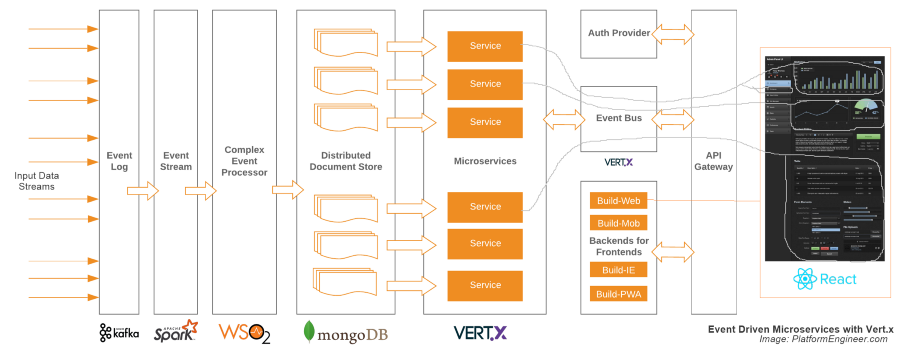 Input Data
Streams
Event
Log
Event
Stream
Complex
Event
Processor
Distributed
Document Store
Microservices
Service
Service
Service
Service
Service
Service
Auth Provider
Event Bus
VERT.X
Build-Web
Build-Mob
Backends for
Frontends
Build-IE
Build-PWA
API
Gateway
React
kafka
APACHE
Spark
WSO2
mongoDB
VERT.X
Event Driven Microservices with Vert.x
Image: PlatformEngineer.com